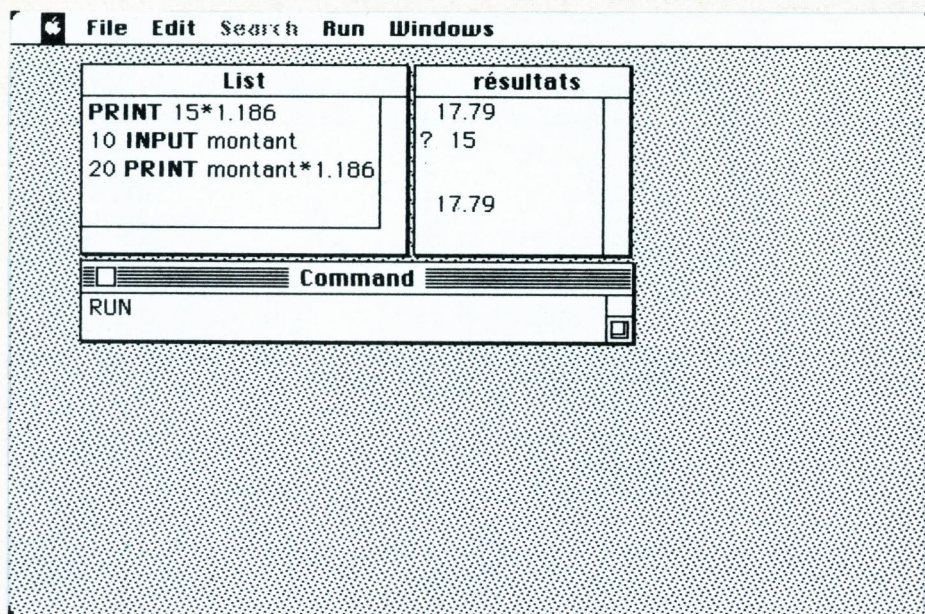 File Edit Search Run Windows
List
PRINT 15*1.186
10 INPUT montant
20 PRINT montant*1.186
résultats
17.79
? 15
17.79
Command
RUN